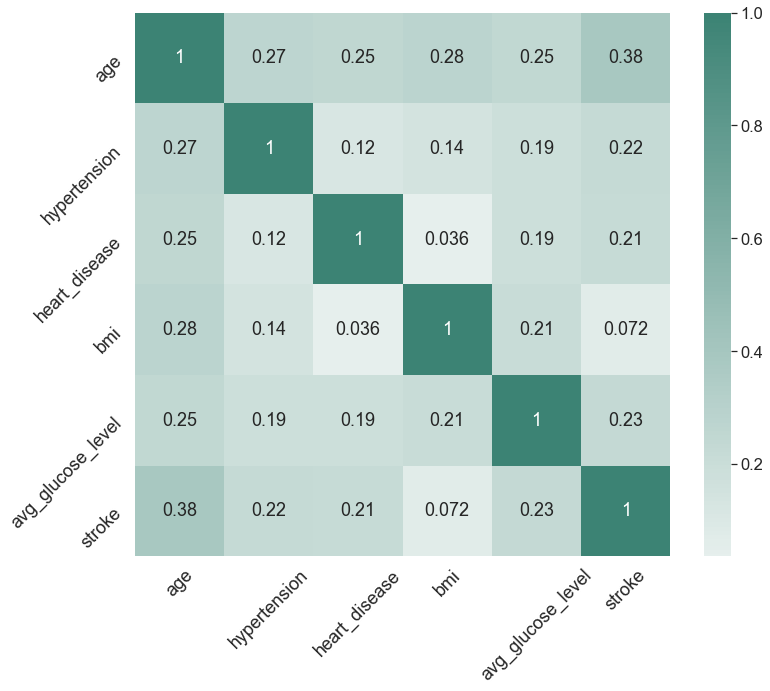 age 1 0.27 0.25 0.28 0.25 0.38
hypertension 0.27 1 0.12 0.14 0.19 0.22
heart_disease 0.25 0.12 1 0.036 0.19 0.21
bmi 0.28 0.14 0.036 1 0.21 0.072
avg_glucose_level 0.25 0.19 0.19 0.21 1 0.23
stroke 0.38 0.22 0.21 0.072 0.23 1
age hypertension heart_disease bmi avg_glucose_level stroke
1.0
0.8
0.6
0.4
0.2